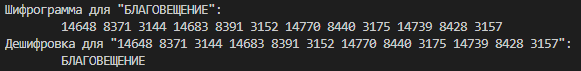 Шифрограмма для "БЛАГОВЕЩЕНИЕ":
14648 8371 3144 14683 8391 3152 14770 8440 3175 14739 8428 3157
Дешифровка для "14648 8371 3144 14683 8391 3152 14770 8440 3175 14739 8428 3157":
БЛАГОВЕЩЕНИЕ